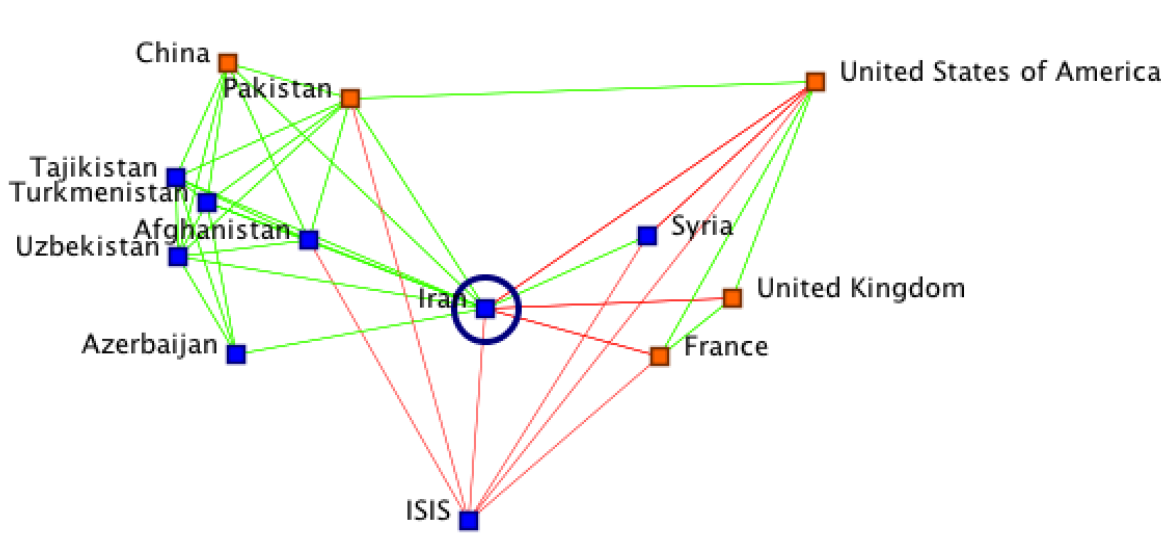 China
Pakistan
United States of America
Tajikistan
Turkmenistan
Afghanistan
Uzbekistan
Syria
Iran
United Kingdom
Azerbaijan
France
ISIS